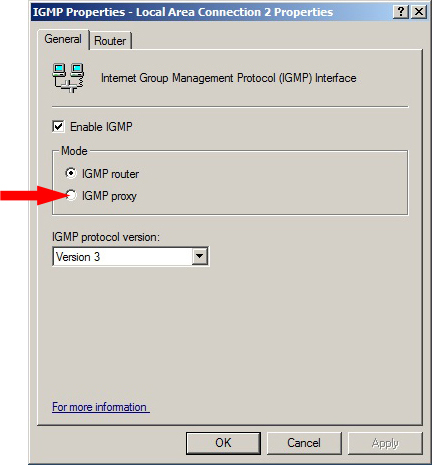 IGMP Properties - Local Area Connection 2 Properties
General
Router
Internet Group Management Protocol (IGMP) Interface
Enable IGMP
Mode
IGMP router
IGMP proxy
IGMP protocol version:
Version 3
For more information
OK
Cancel
Apply